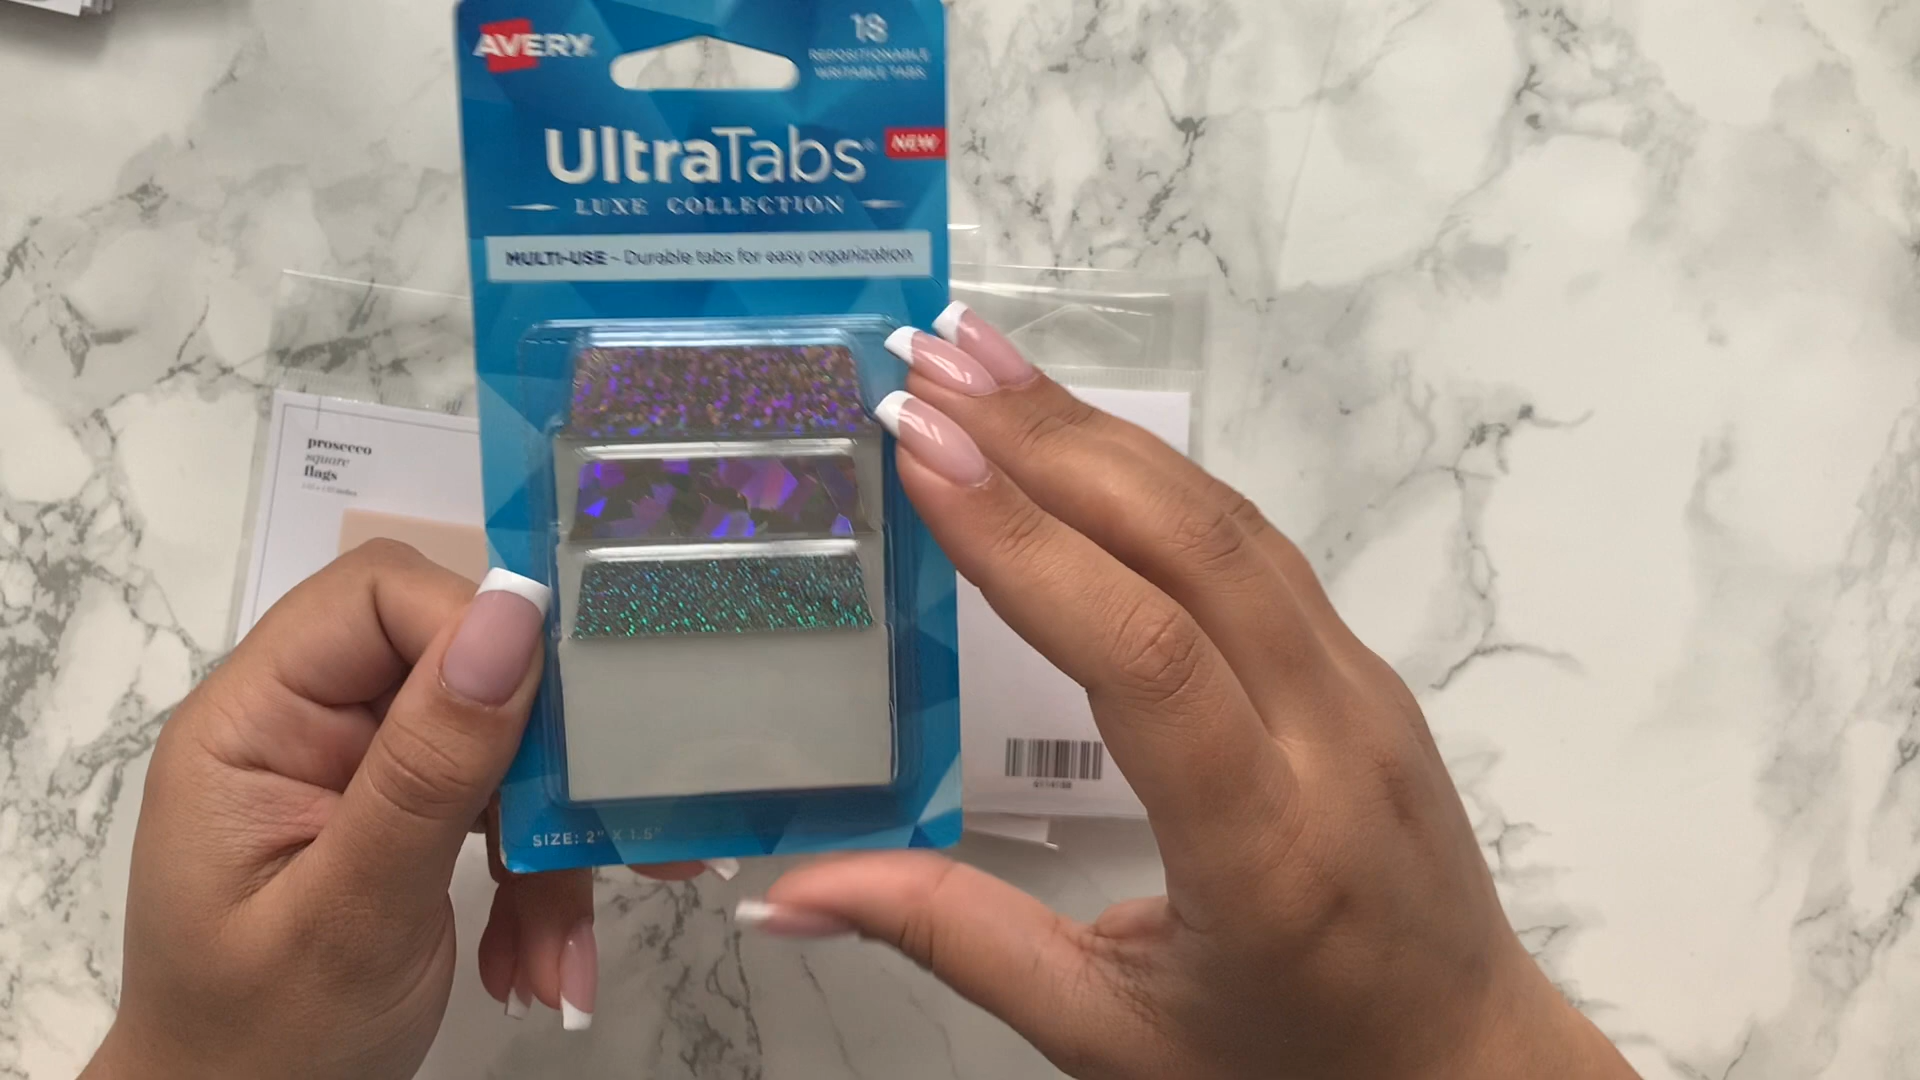 AVERY
18
REPOSITIONABLE
WRITABLE TABS
UltraTabs®
NEW
LUXE COLLECTION
MULTI-USE - Durable tabs for easy organization
SIZE: 2" X 1.5"
prosecco
square
flags